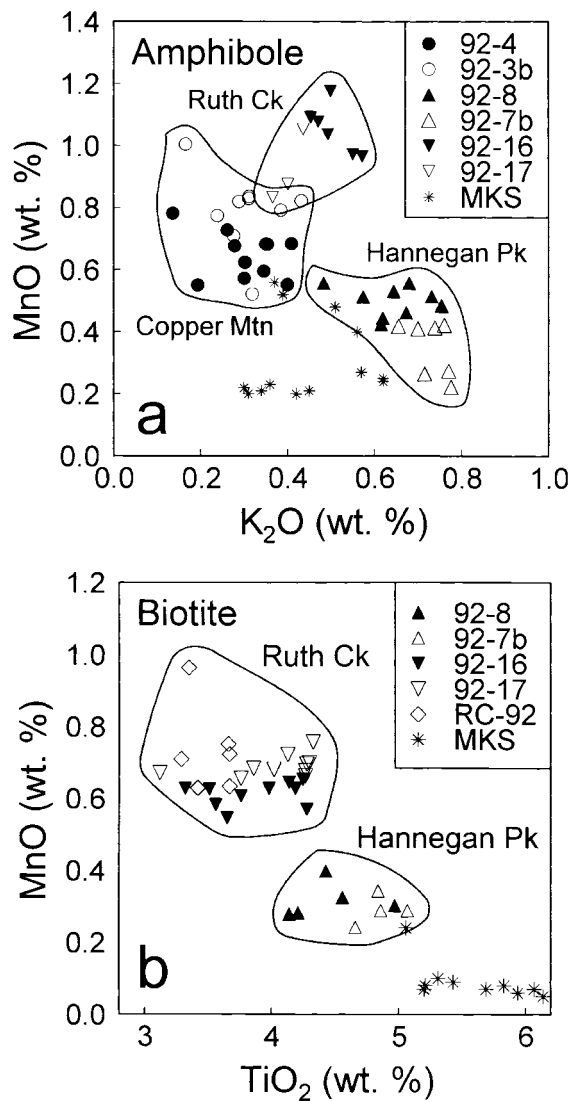 Amphibole
Ruth Ck
Hannegan Pk
Copper Mtn
a
92-4
92-3b
92-8
92-7b
92-16
92-17
MKS
MnO (wt. %)
1.4
1.2
1.0
0.8
0.6
0.4
0.2
0.0
0.0 0.2 0.4 0.6 0.8 1.0
K₂O (wt. %)
Biotite
Ruth Ck
Hannegan Pk
b
92-8
92-7b
92-16
92-17
RC-92
MKS
MnO (wt. %)
1.2
1.0
0.8
0.6
0.4
0.2
0.0
3 4 5 6
TiO₂ (wt. %)